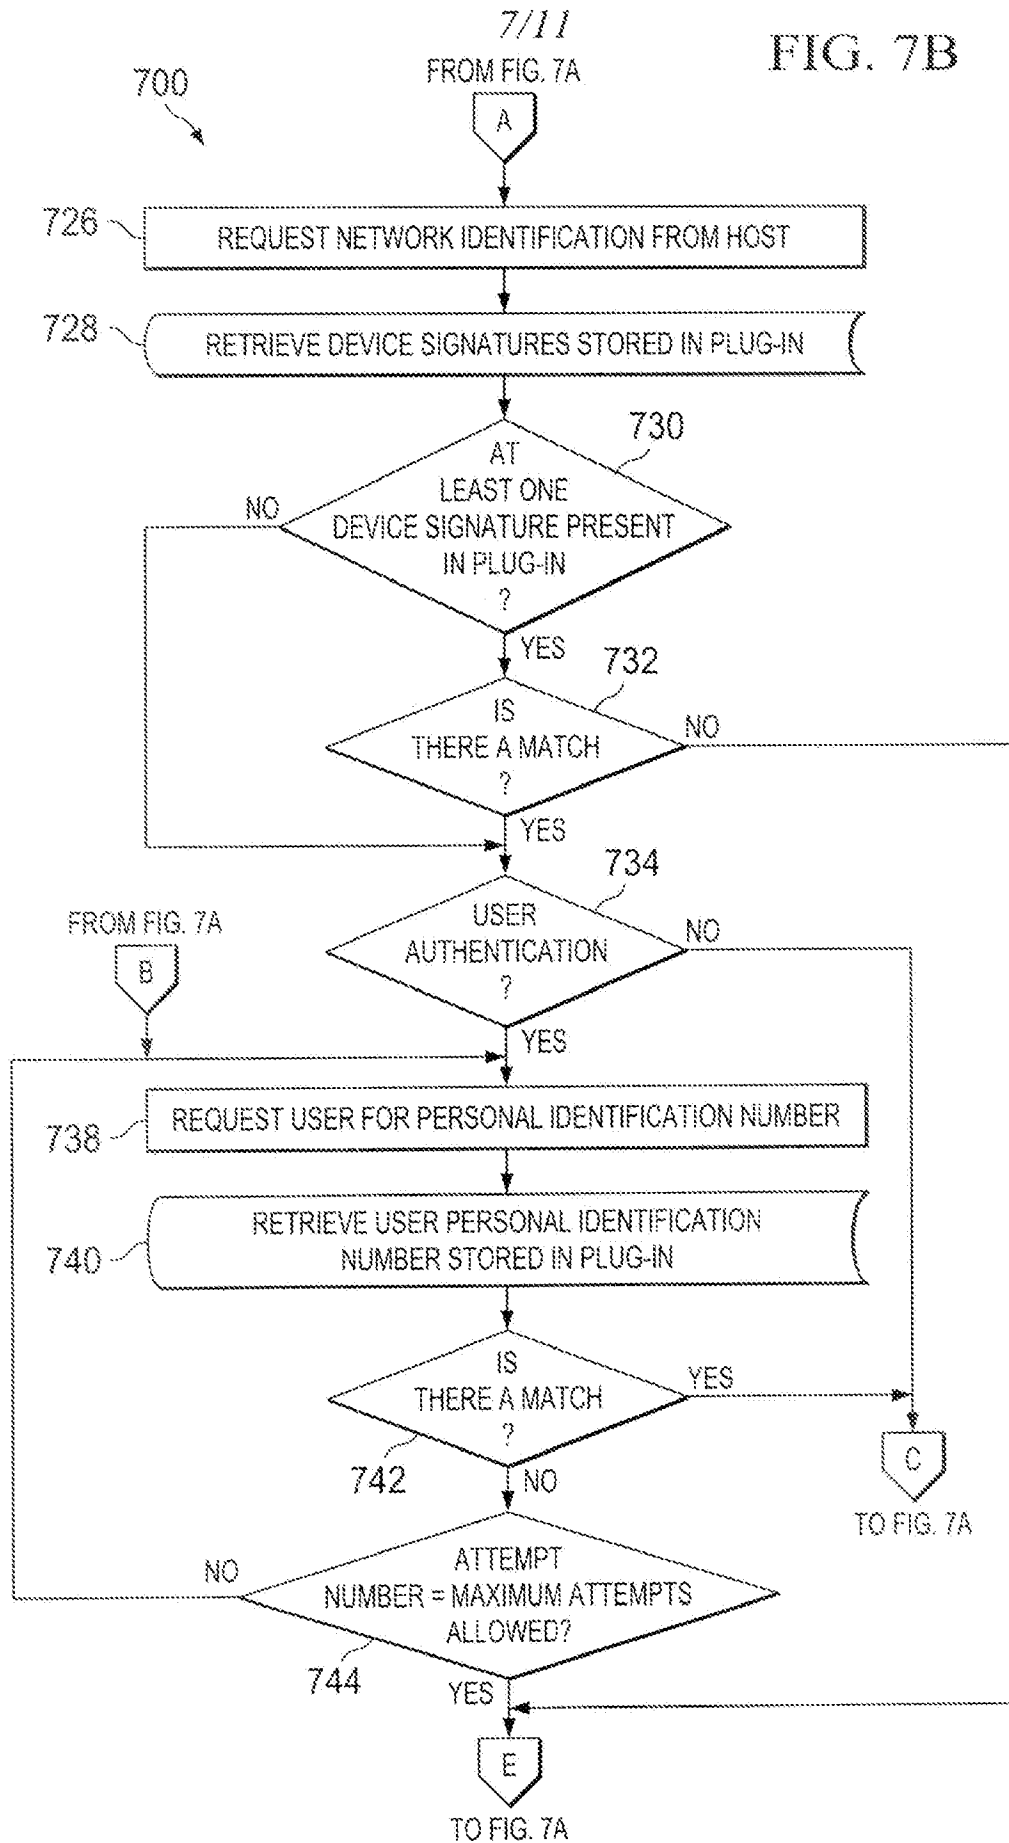 7/11
FIG. 7B
FROM FIG. 7A
700
A
726
REQUEST NETWORK IDENTIFICATION FROM HOST
728
RETRIEVE DEVICE SIGNATURES STORED IN PLUG-IN
730
AT
LEAST ONE
DEVICE SIGNATURE PRESENT
IN PLUG-IN
?
NO
YES
732
IS
THERE A MATCH
?
NO
YES
734
USER
AUTHENTICATION
?
NO
YES
FROM FIG. 7A
B
738
REQUEST USER FOR PERSONAL IDENTIFICATION NUMBER
740
RETRIEVE USER PERSONAL IDENTIFICATION
NUMBER STORED IN PLUG-IN
IS
THERE A MATCH
?
YES
742
NO
C
TO FIG. 7A
ATTEMPT
NUMBER = MAXIMUM ATTEMPTS
ALLOWED?
NO
744
YES
E
TO FIG. 7A